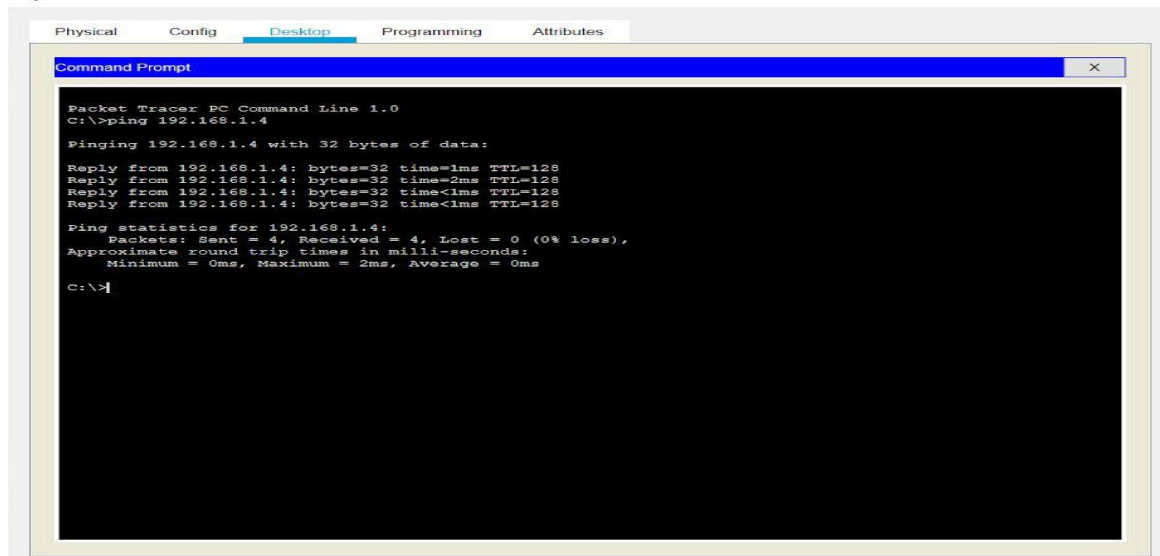 Physical Config Desktop Programming Attributes
Command Prompt X
Packet Tracer PC Command Line 1.0
C:\>ping 192.168.1.4
Pinging 192.168.1.4 with 32 bytes of data:
Reply from 192.168.1.4: bytes=32 time=1ms TTL=128
Reply from 192.168.1.4: bytes=32 time=2ms TTL=128
Reply from 192.168.1.4: bytes=32 time<1ms TTL=128
Reply from 192.168.1.4: bytes=32 time<1ms TTL=128
Ping statistics for 192.168.1.4:
Packets: Sent = 4, Received = 4, Lost = 0 (0% loss),
Approximate round trip times in milli-seconds:
Minimum = 0ms, Maximum = 2ms, Average = 0ms
C:\>